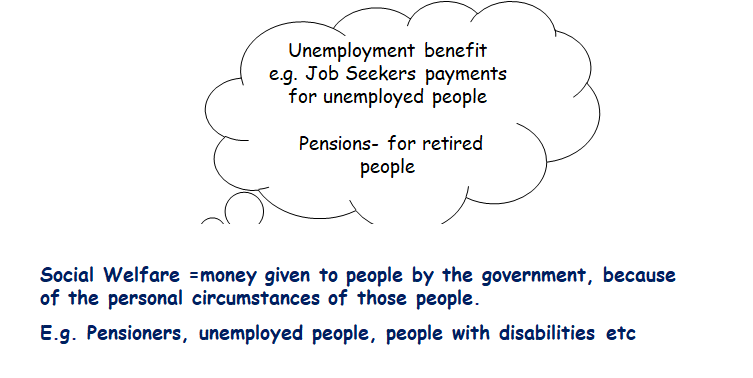 Unemployment benefit
e.g. Job Seekers payments
for unemployed people
Pensions- for retired
people
Social Welfare =money given to people by the government, because
of the personal circumstances of those people.
E.g. Pensioners, unemployed people, people with disabilities etc